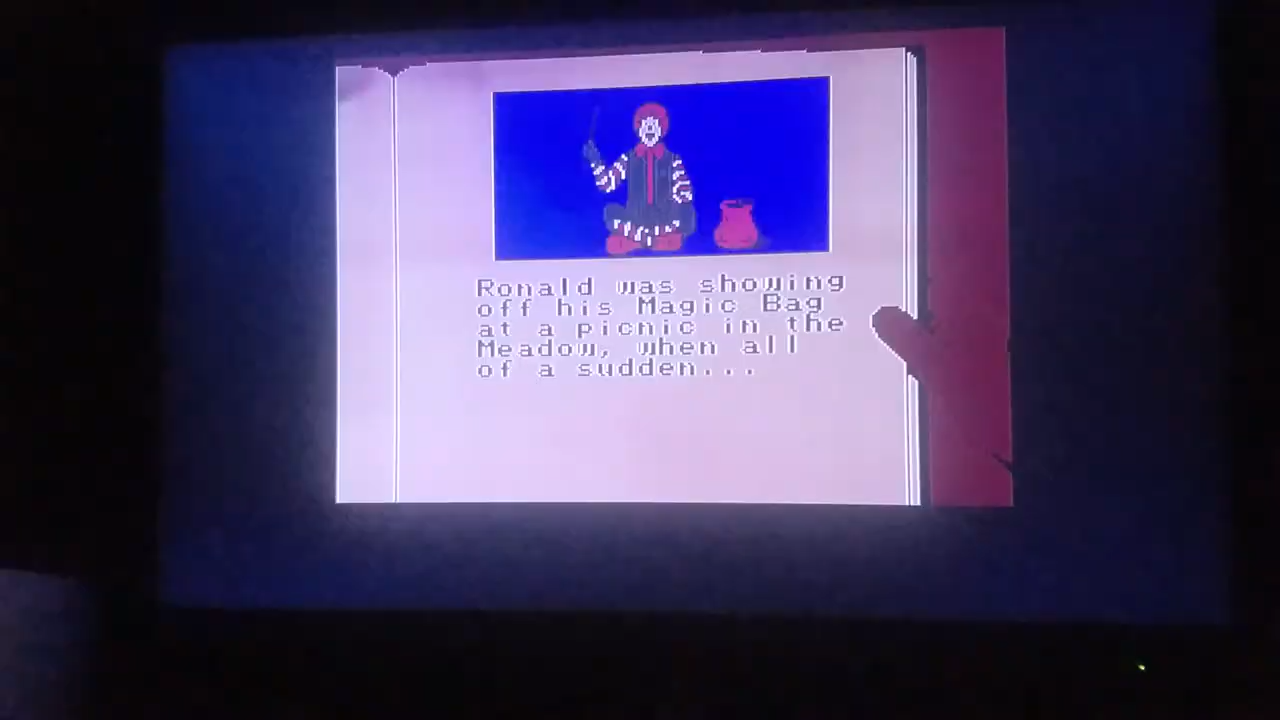 Ronald was showing
off his Magic Bag
at a picnic in the
Meadow, when all
of a sudden...